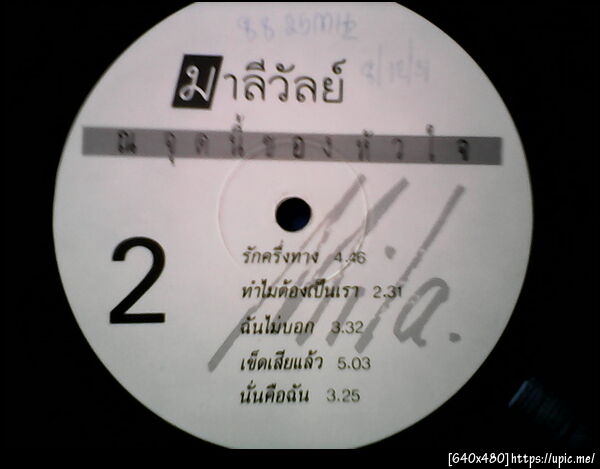 88.25MHz
มาลีวัลย์
ณ จุดนี้ของหัวใจ
2
รักครึ่งทาง 4.46
ทำไมต้องเป็นเรา 2.31
ฉันไม่บอก 3.32
เข็ดเสียแล้ว 5.03
นั่นคือฉัน 3.25
[640x480]https://upic.me/